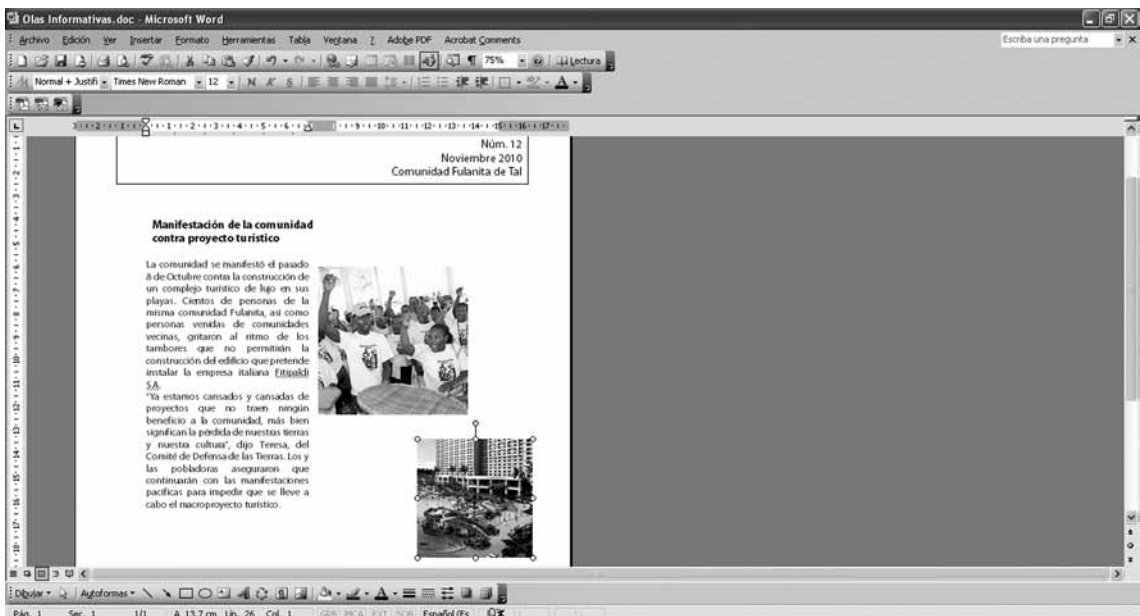 Olas Informativas.doc - Microsoft Word
Archivo Edición Ver Insertar Formato Herramientas Tabla Ventana ? Adobe PDF Acrobat Comments
Escriba una pregunta
75%
Lectura
Normal + Justifi
Times New Roman
12
N K S
Núm. 12
Noviembre 2010
Comunidad Fulanita de Tal
Manifestación de la comunidad
contra proyecto turístico
La comunidad se manifestó el pasado
8 de Octubre contra la construcción de
un complejo turístico de lujo en sus
playas. Cientos de personas de la
misma comunidad Fulanita, así como
personas venidas de comunidades
vecinas, gritaron al ritmo de los
tambores que no permitirán la
construcción del edificio que pretende
instalar la empresa italiana Fitipaldi
S.A.
"Ya estamos cansados y cansadas de
proyectos que no traen ningún
beneficio a la comunidad, más bien
significan la pérdida de nuestras tierras
y nuestra cultura", dijo Teresa, del
Comité de Defensa de las Tierras. Los y
las pobladoras aseguraron que
continuarán con las manifestaciones
pacíficas para impedir que se lleve a
cabo el macroproyecto turístico.
Dibujar
Autoformas
Pág. 1 Sec. 1 1/1 A 13,7 cm Lín. 26 Col. 1 GRB MCA EXT SOB Español (Es